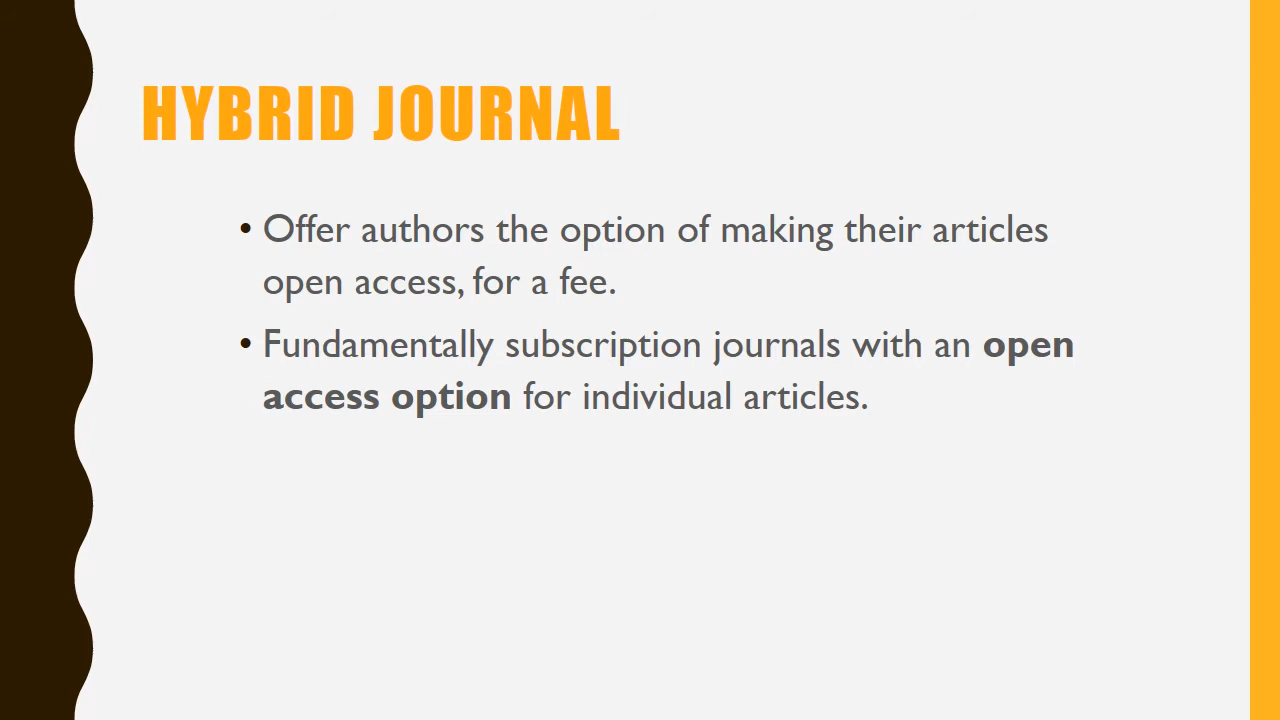 HYBRID JOURNAL
• Offer authors the option of making their articles
open access, for a fee.
• Fundamentally subscription journals with an open
access option for individual articles.